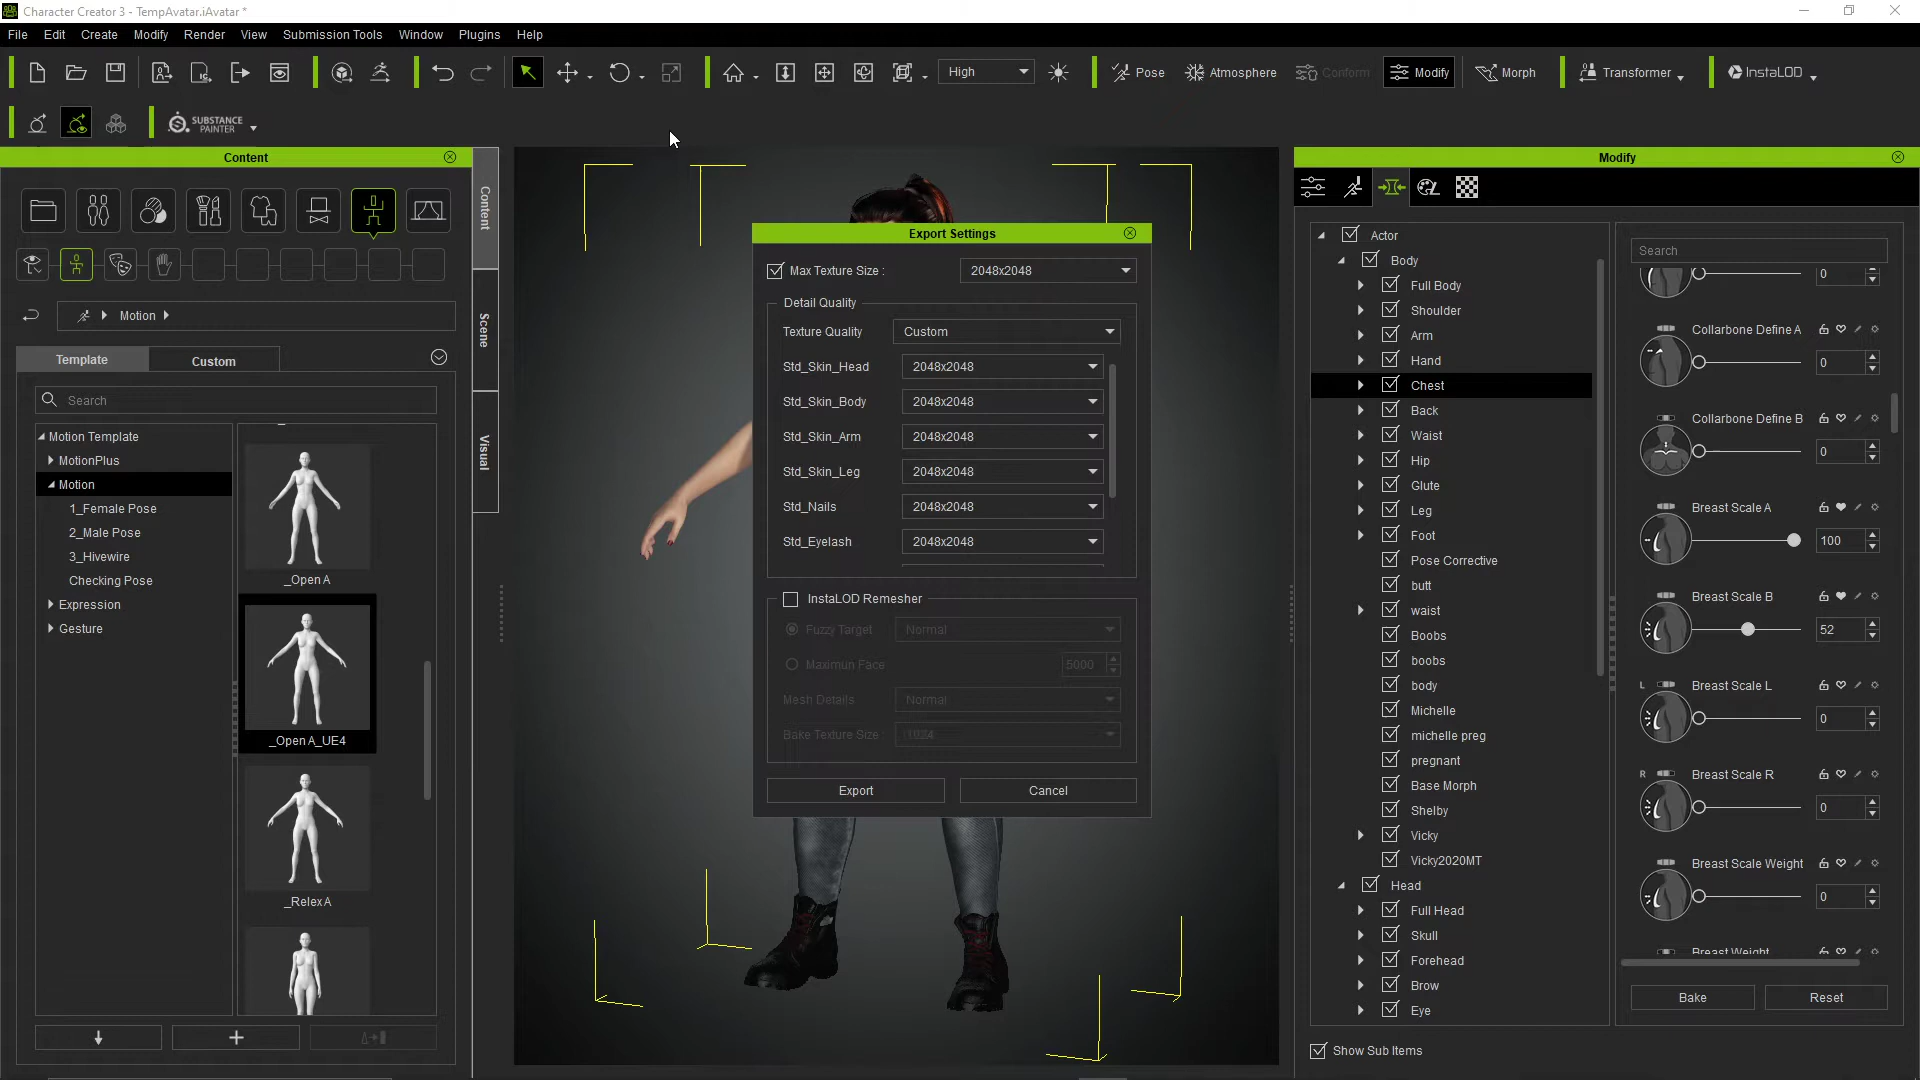 Character Creator 3 - TempAvatar.iAvatar *
File Edit Create Modify Render View Submission Tools Window Plugins Help
High
Pose
Atmosphere
Conform
Modify
Morph
Transformer
InstaLOD
SUBSTANCE
PAINTER
Content
Motion
Template
Custom
Search
Motion Template
MotionPlus
Motion
1_Female Pose
2_Male Pose
3_Hivewire
Checking Pose
Expression
Gesture
_Open A
_Open A_UE4
_Relex A
Content
Scene
Visual
Export Settings
Max Texture Size :
2048x2048
Detail Quality
Texture Quality
Custom
Std_Skin_Head
2048x2048
Std_Skin_Body
2048x2048
Std_Skin_Arm
2048x2048
Std_Skin_Leg
2048x2048
Std_Nails
2048x2048
Std_Eyelash
2048x2048
InstaLOD Remesher
Fuzzy Target
Normal
Maximun Face
5000
Mesh Details
Normal
Bake Texture Size :
1024
Export
Cancel
Modify
Actor
Body
Full Body
Shoulder
Arm
Hand
Chest
Back
Waist
Hip
Glute
Leg
Foot
Pose Corrective
butt
waist
Boobs
boobs
body
Michelle
michelle preg
pregnant
Base Morph
Shelby
Vicky
Vicky2020MT
Head
Full Head
Skull
Forehead
Brow
Eye
Show Sub Items
Search
0
Collarbone Define A
0
Collarbone Define B
0
Breast Scale A
100
Breast Scale B
52
L
Breast Scale L
0
R
Breast Scale R
0
Breast Scale Weight
0
Breast Weight
Bake
Reset